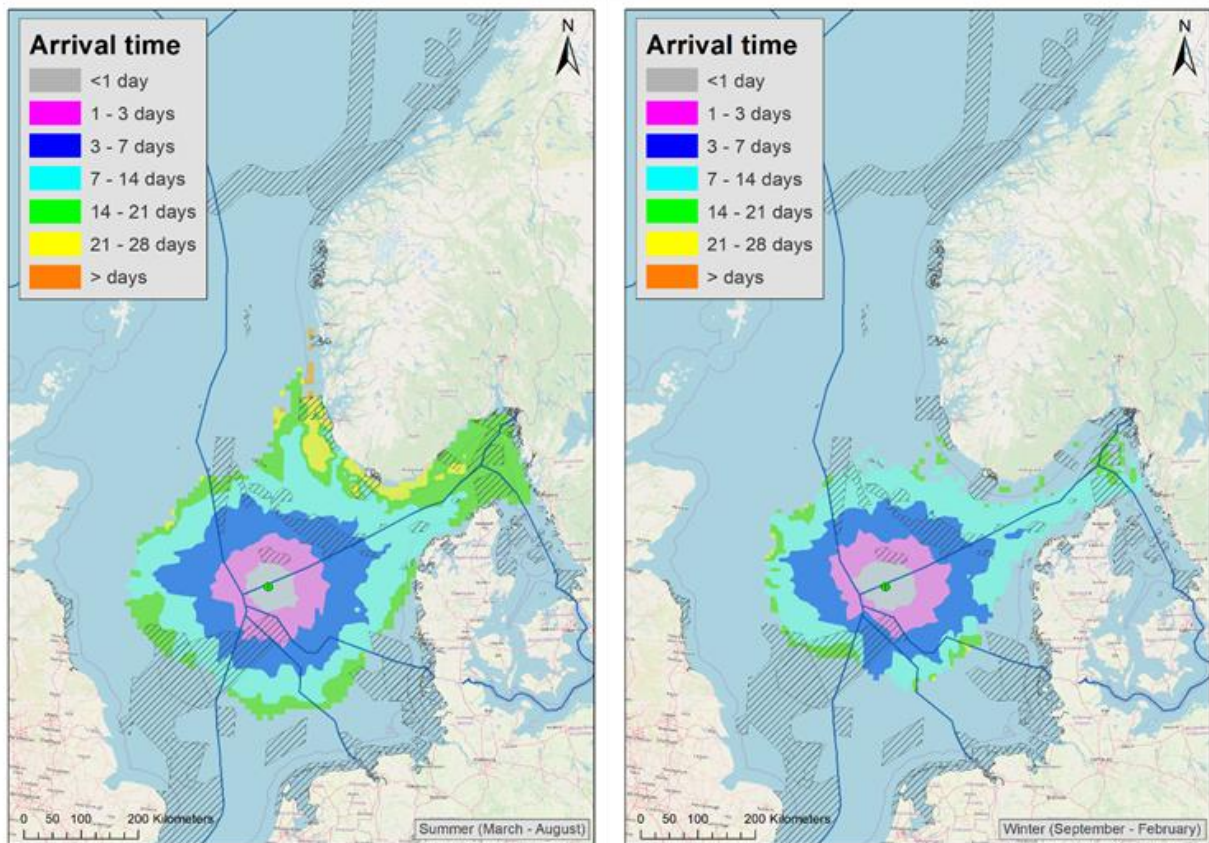 Arrival time
<1 day
1 - 3 days
3 - 7 days
7 - 14 days
14 - 21 days
21 - 28 days
> days
N
0 50 100 200 Kilometers
Summer (March - August)
Arrival time
<1 day
1 - 3 days
3 - 7 days
7 - 14 days
14 - 21 days
21 - 28 days
> days
N
0 50 100 200 Kilometers
Winter (September - February)